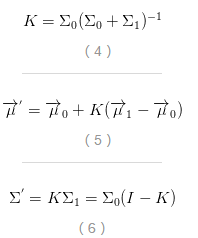 K = Σ₀(Σ₀ + Σ₁)⁻¹
(4)
μ⃗′ = μ⃗₀ + K(μ⃗₁ − μ⃗₀)
(5)
Σ′ = KΣ₁ = Σ₀(I − K)
(6)